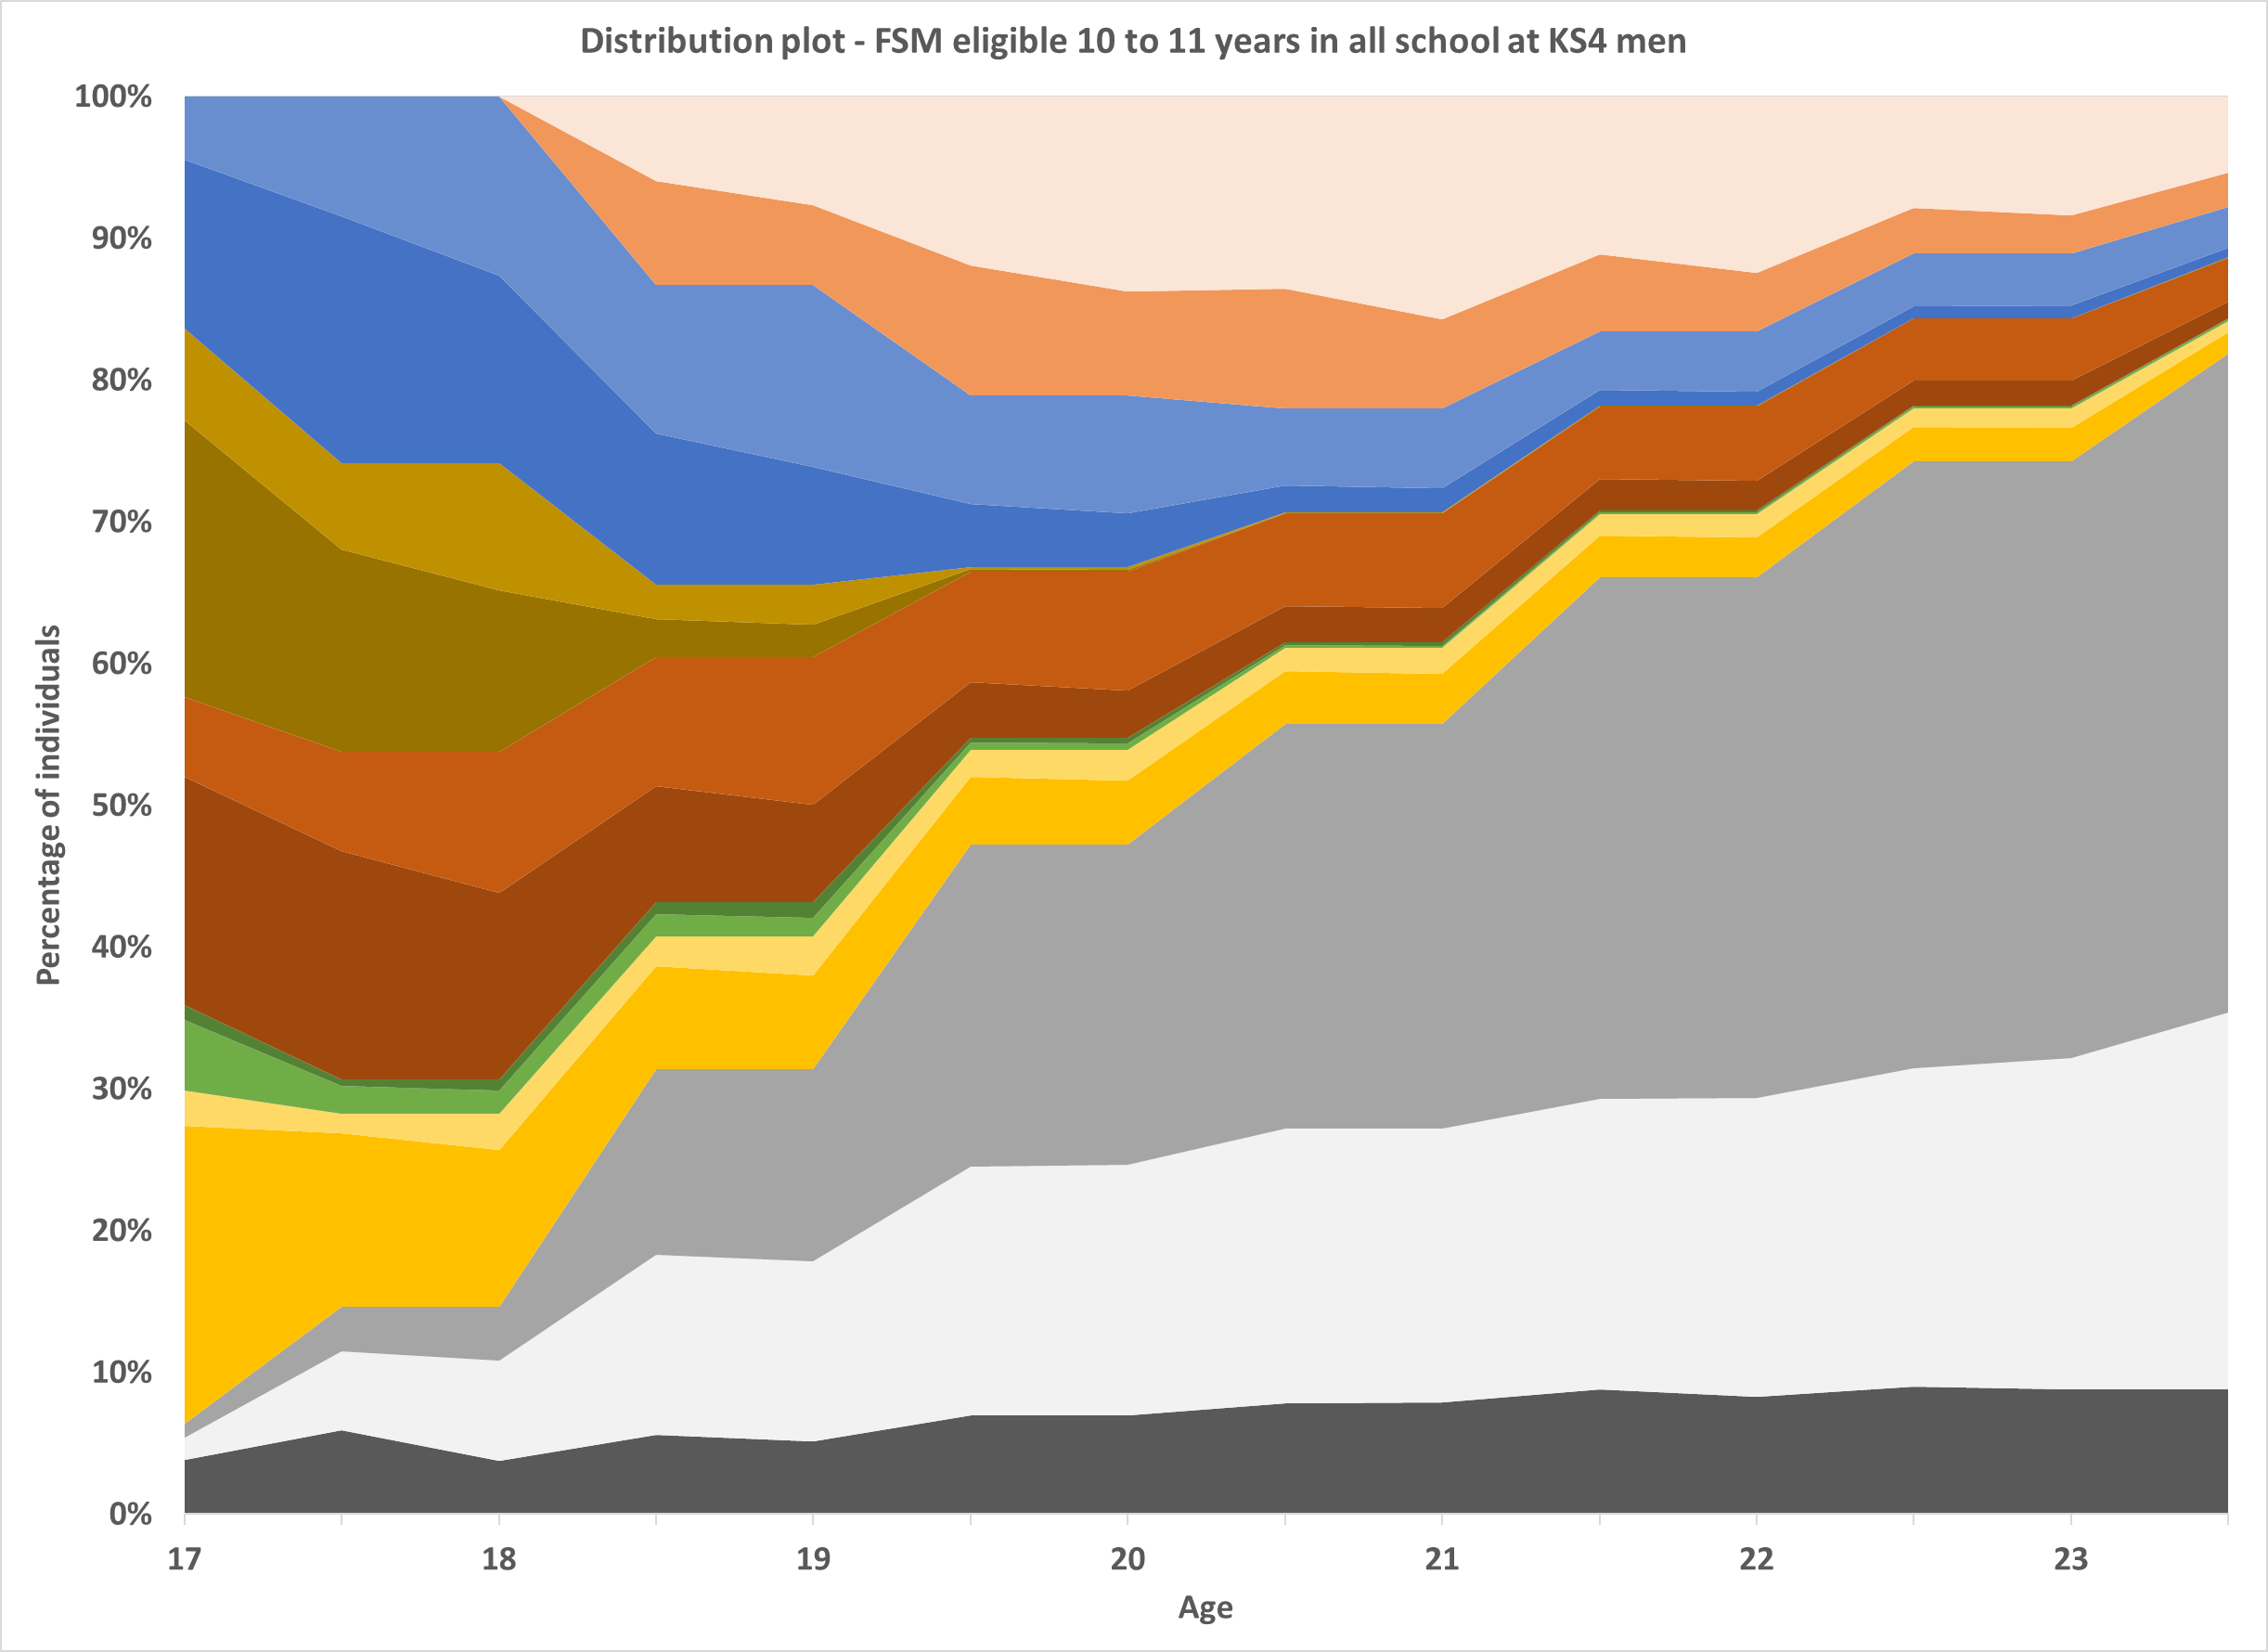 Distribution plot - FSM eligible 10 to 11 years in all school at KS4 men
100%
90%
80%
70%
60%
50%
40%
30%
20%
10%
0%
Percentage of individuals
17 18 19 20 21 22 23
Age